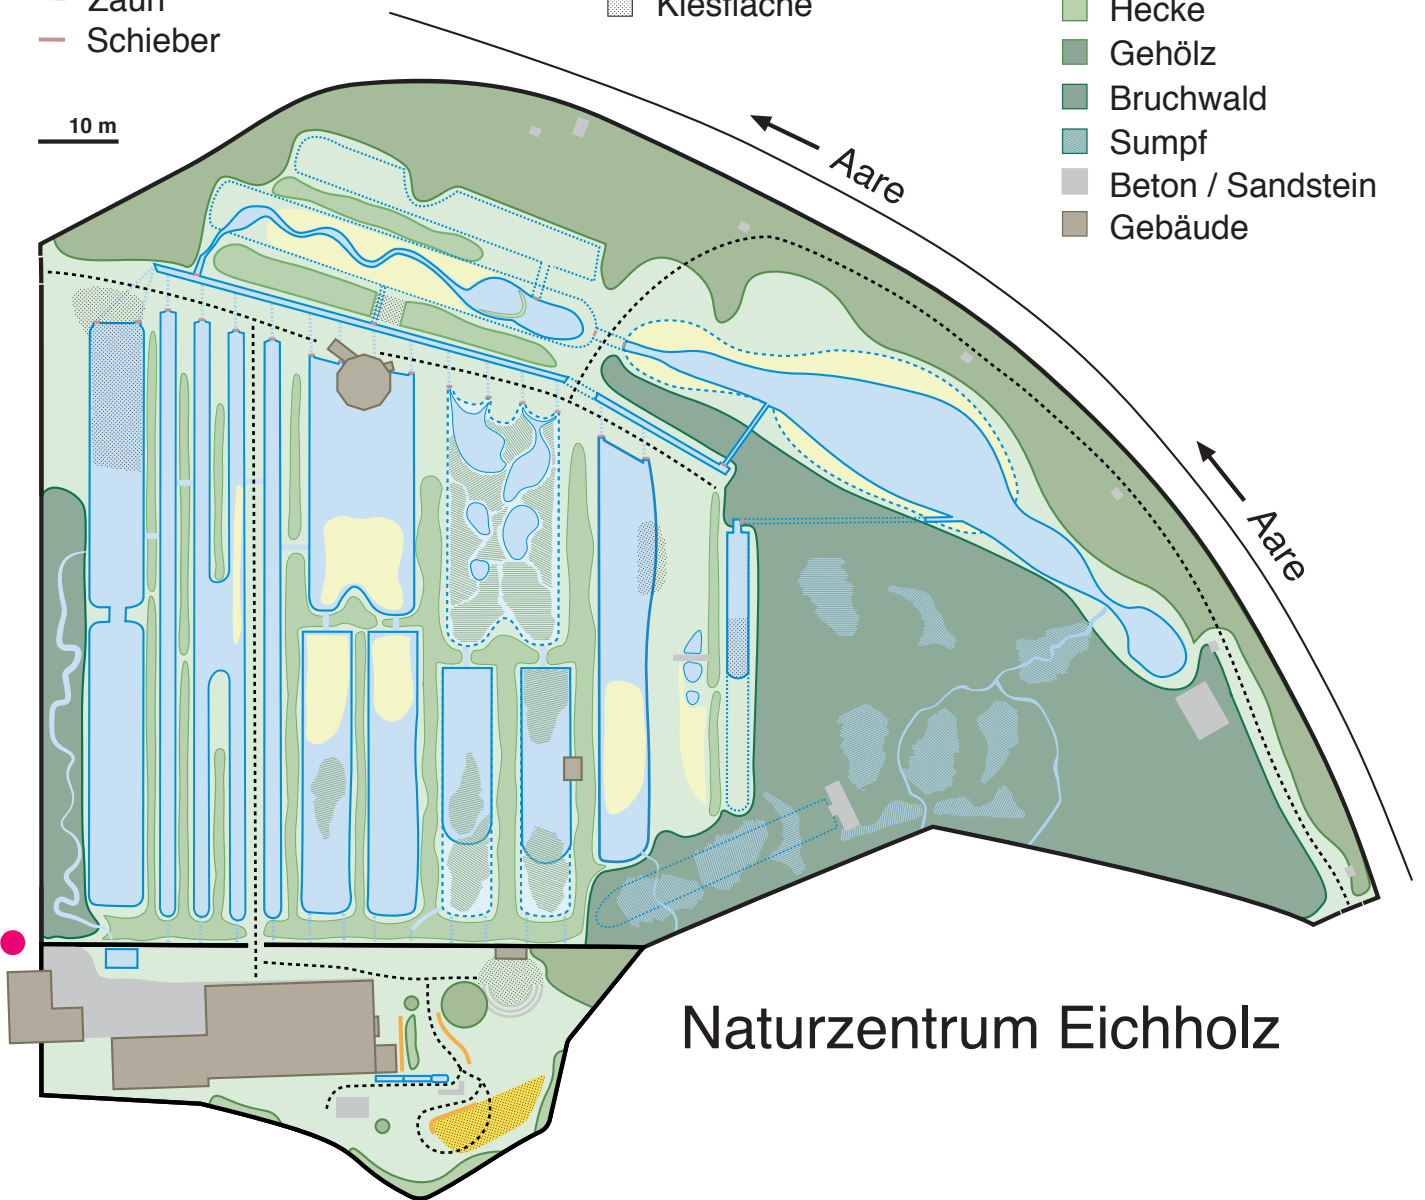 Zaun
Schieber
Kiesfläche
Hecke
Gehölz
Bruchwald
Sumpf
Beton / Sandstein
Gebäude
10 m
Aare
Aare
Naturzentrum Eichholz